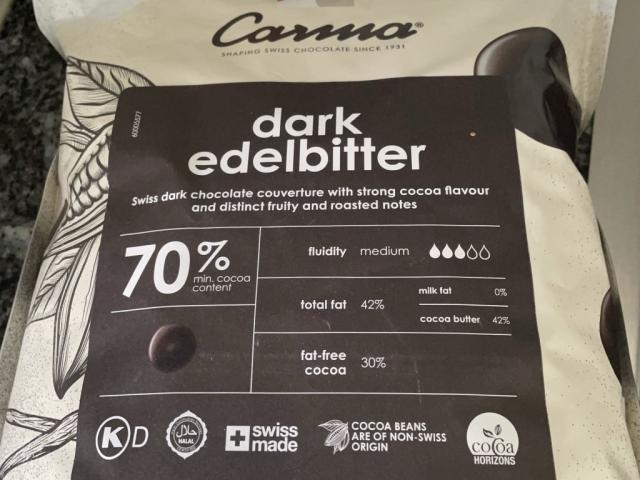 Carma®
SHAPING SWISS CHOCOLATE SINCE 1931
dark
edelbitter
Swiss dark chocolate couverture with strong cocoa flavour
and distinct fruity and roasted notes
70%
min. cocoa
content
fluidity medium
total fat 42%
milk fat 0%
cocoa butter 42%
fat-free
cocoa
30%
K D
حلال
HALAL
swiss
made
COCOA BEANS
ARE OF NON-SWISS
ORIGIN
cocoa
HORIZONS